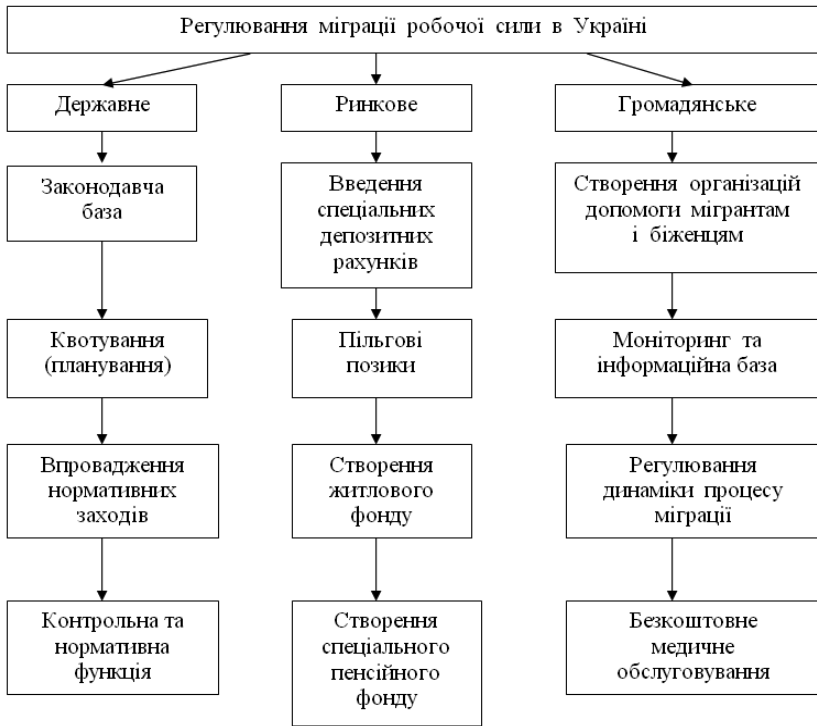 Регулювання міграції робочої сили в Україні
Державне
Ринкове
Громадянське
Законодавча
база
Введення
спеціальних
депозитних
рахунків
Створення організацій
допомоги мігрантам
і біженцям
Квотування
(планування)
Пільгові
позики
Моніторинг та
інформаційна база
Впровадження
нормативних
заходів
Створення
житлового
фонду
Регулювання
динаміки процесу
міграції
Контрольна та
нормативна
функція
Створення
спеціального
пенсійного
фонду
Безкоштовне
медичне
обслуговування